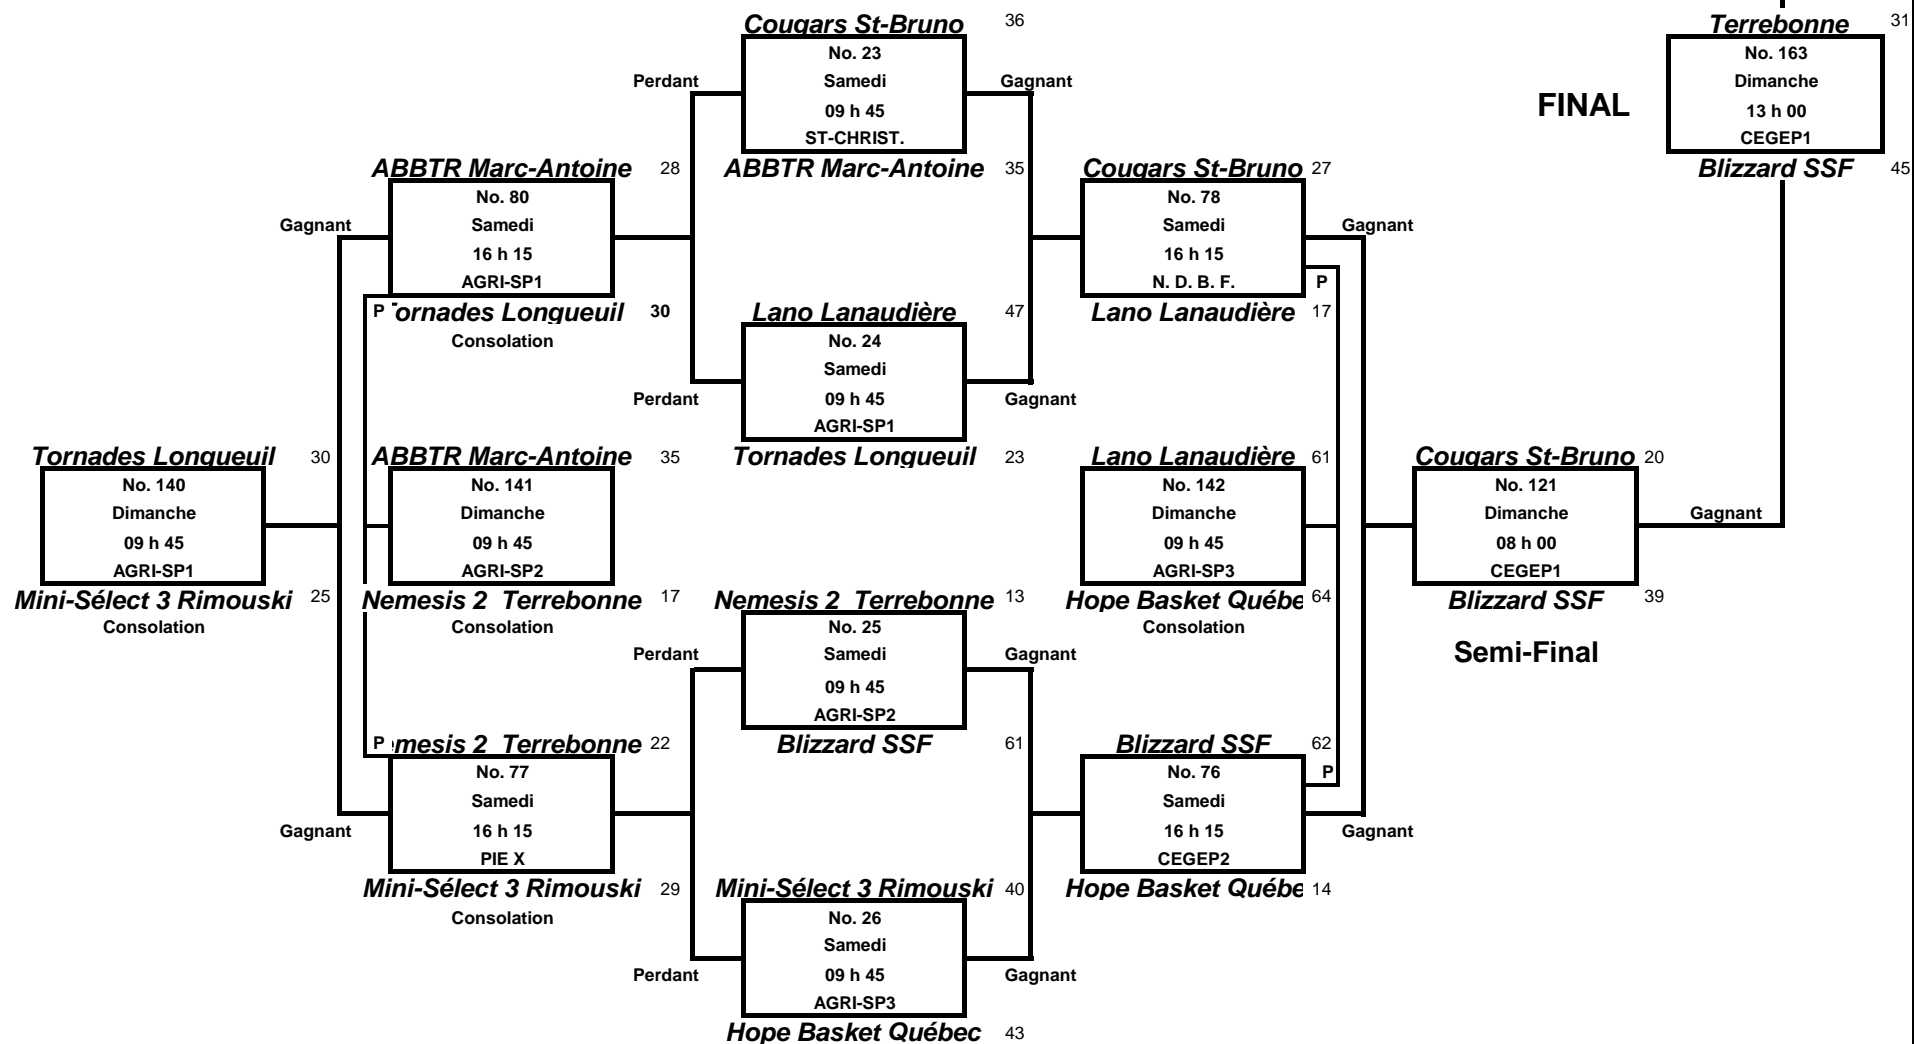 Cougars St-Bruno 36
No. 23
Samedi
09 h 45
ST-CHRIST.
ABBTR Marc-Antoine 35
Perdant
Gagnant
Terrebonne 31
No. 163
Dimanche
13 h 00
CEGEP1
Blizzard SSF 45
FINAL
ABBTR Marc-Antoine 28
No. 80
Samedi
16 h 15
AGRI-SP1
P ornades Longueuil 30
Consolation
Gagnant
Cougars St-Bruno 27
No. 78
Samedi
16 h 15
N. D. B. F.
P
Lano Lanaudière 17
Gagnant
Lano Lanaudière 47
No. 24
Samedi
09 h 45
AGRI-SP1
Tornades Longueuil 23
Perdant
Gagnant
Tornades Longueuil 30
No. 140
Dimanche
09 h 45
AGRI-SP1
Mini-Sélect 3 Rimouski 25
Consolation
ABBTR Marc-Antoine 35
No. 141
Dimanche
09 h 45
AGRI-SP2
Nemesis 2 Terrebonne 17
Consolation
Lano Lanaudière 61
No. 142
Dimanche
09 h 45
AGRI-SP3
Hope Basket Québe 64
Consolation
Cougars St-Bruno 20
No. 121
Dimanche
08 h 00
CEGEP1
Blizzard SSF 39
Semi-Final
Gagnant
Nemesis 2 Terrebonne 13
No. 25
Samedi
09 h 45
AGRI-SP2
Blizzard SSF 61
Perdant
Gagnant
P emesis 2 Terrebonne 22
No. 77
Samedi
16 h 15
PIE X
Mini-Sélect 3 Rimouski 29
Consolation
Gagnant
Blizzard SSF 62
No. 76
P
Samedi
16 h 15
CEGEP2
Hope Basket Québe 14
Gagnant
Mini-Sélect 3 Rimouski 40
No. 26
Samedi
09 h 45
AGRI-SP3
Hope Basket Québec 43
Perdant
Gagnant